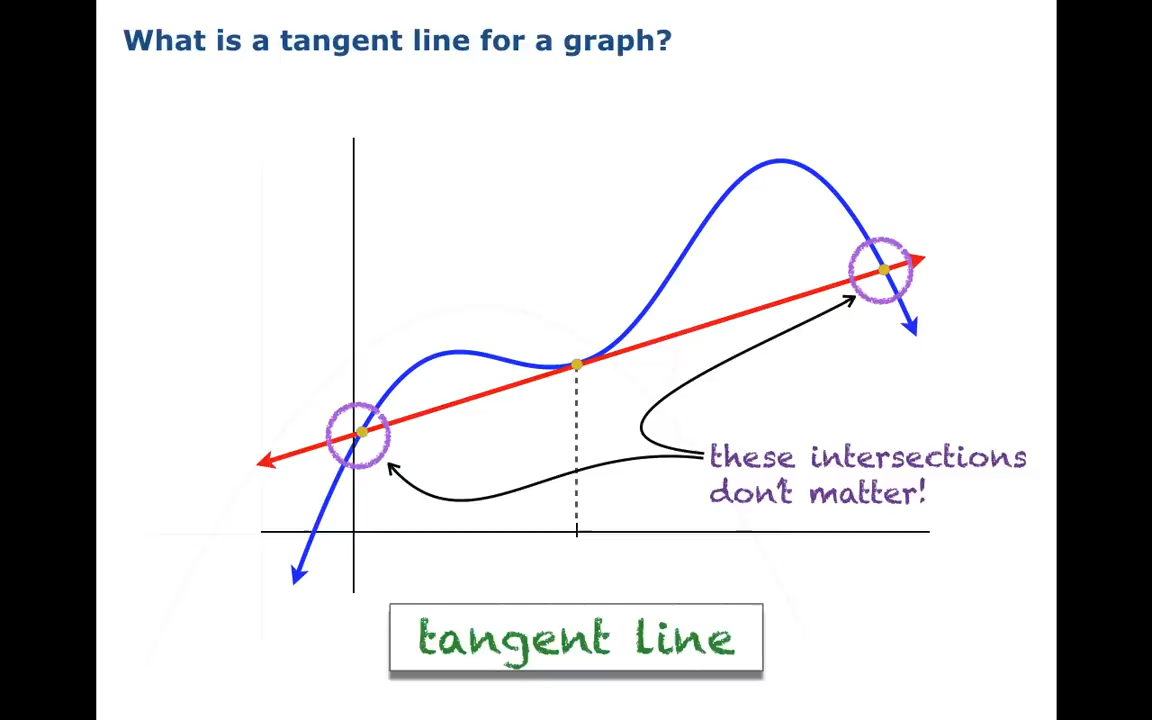 What is a tangent line for a graph?
these intersections
don't matter!
tangent line